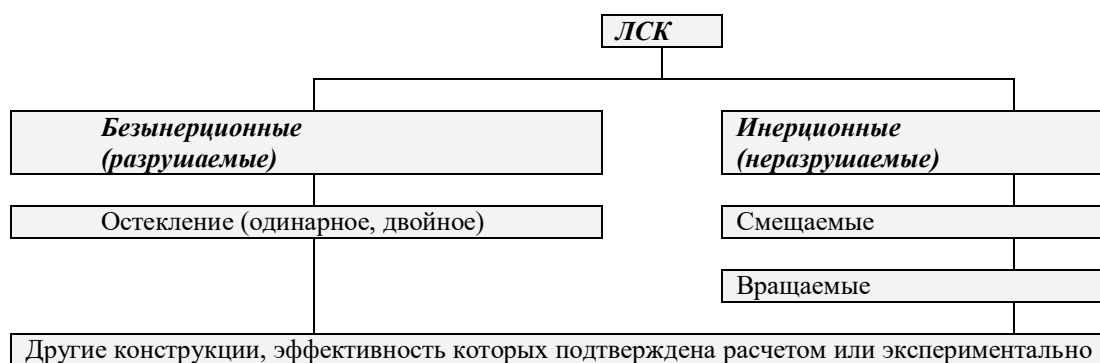 ЛСК
Безынерционные
(разрушаемые)
Инерционные
(неразрушаемые)
Остекление (одинарное, двойное)
Смещаемые
Вращаемые
Другие конструкции, эффективность которых подтверждена расчетом или экспериментально